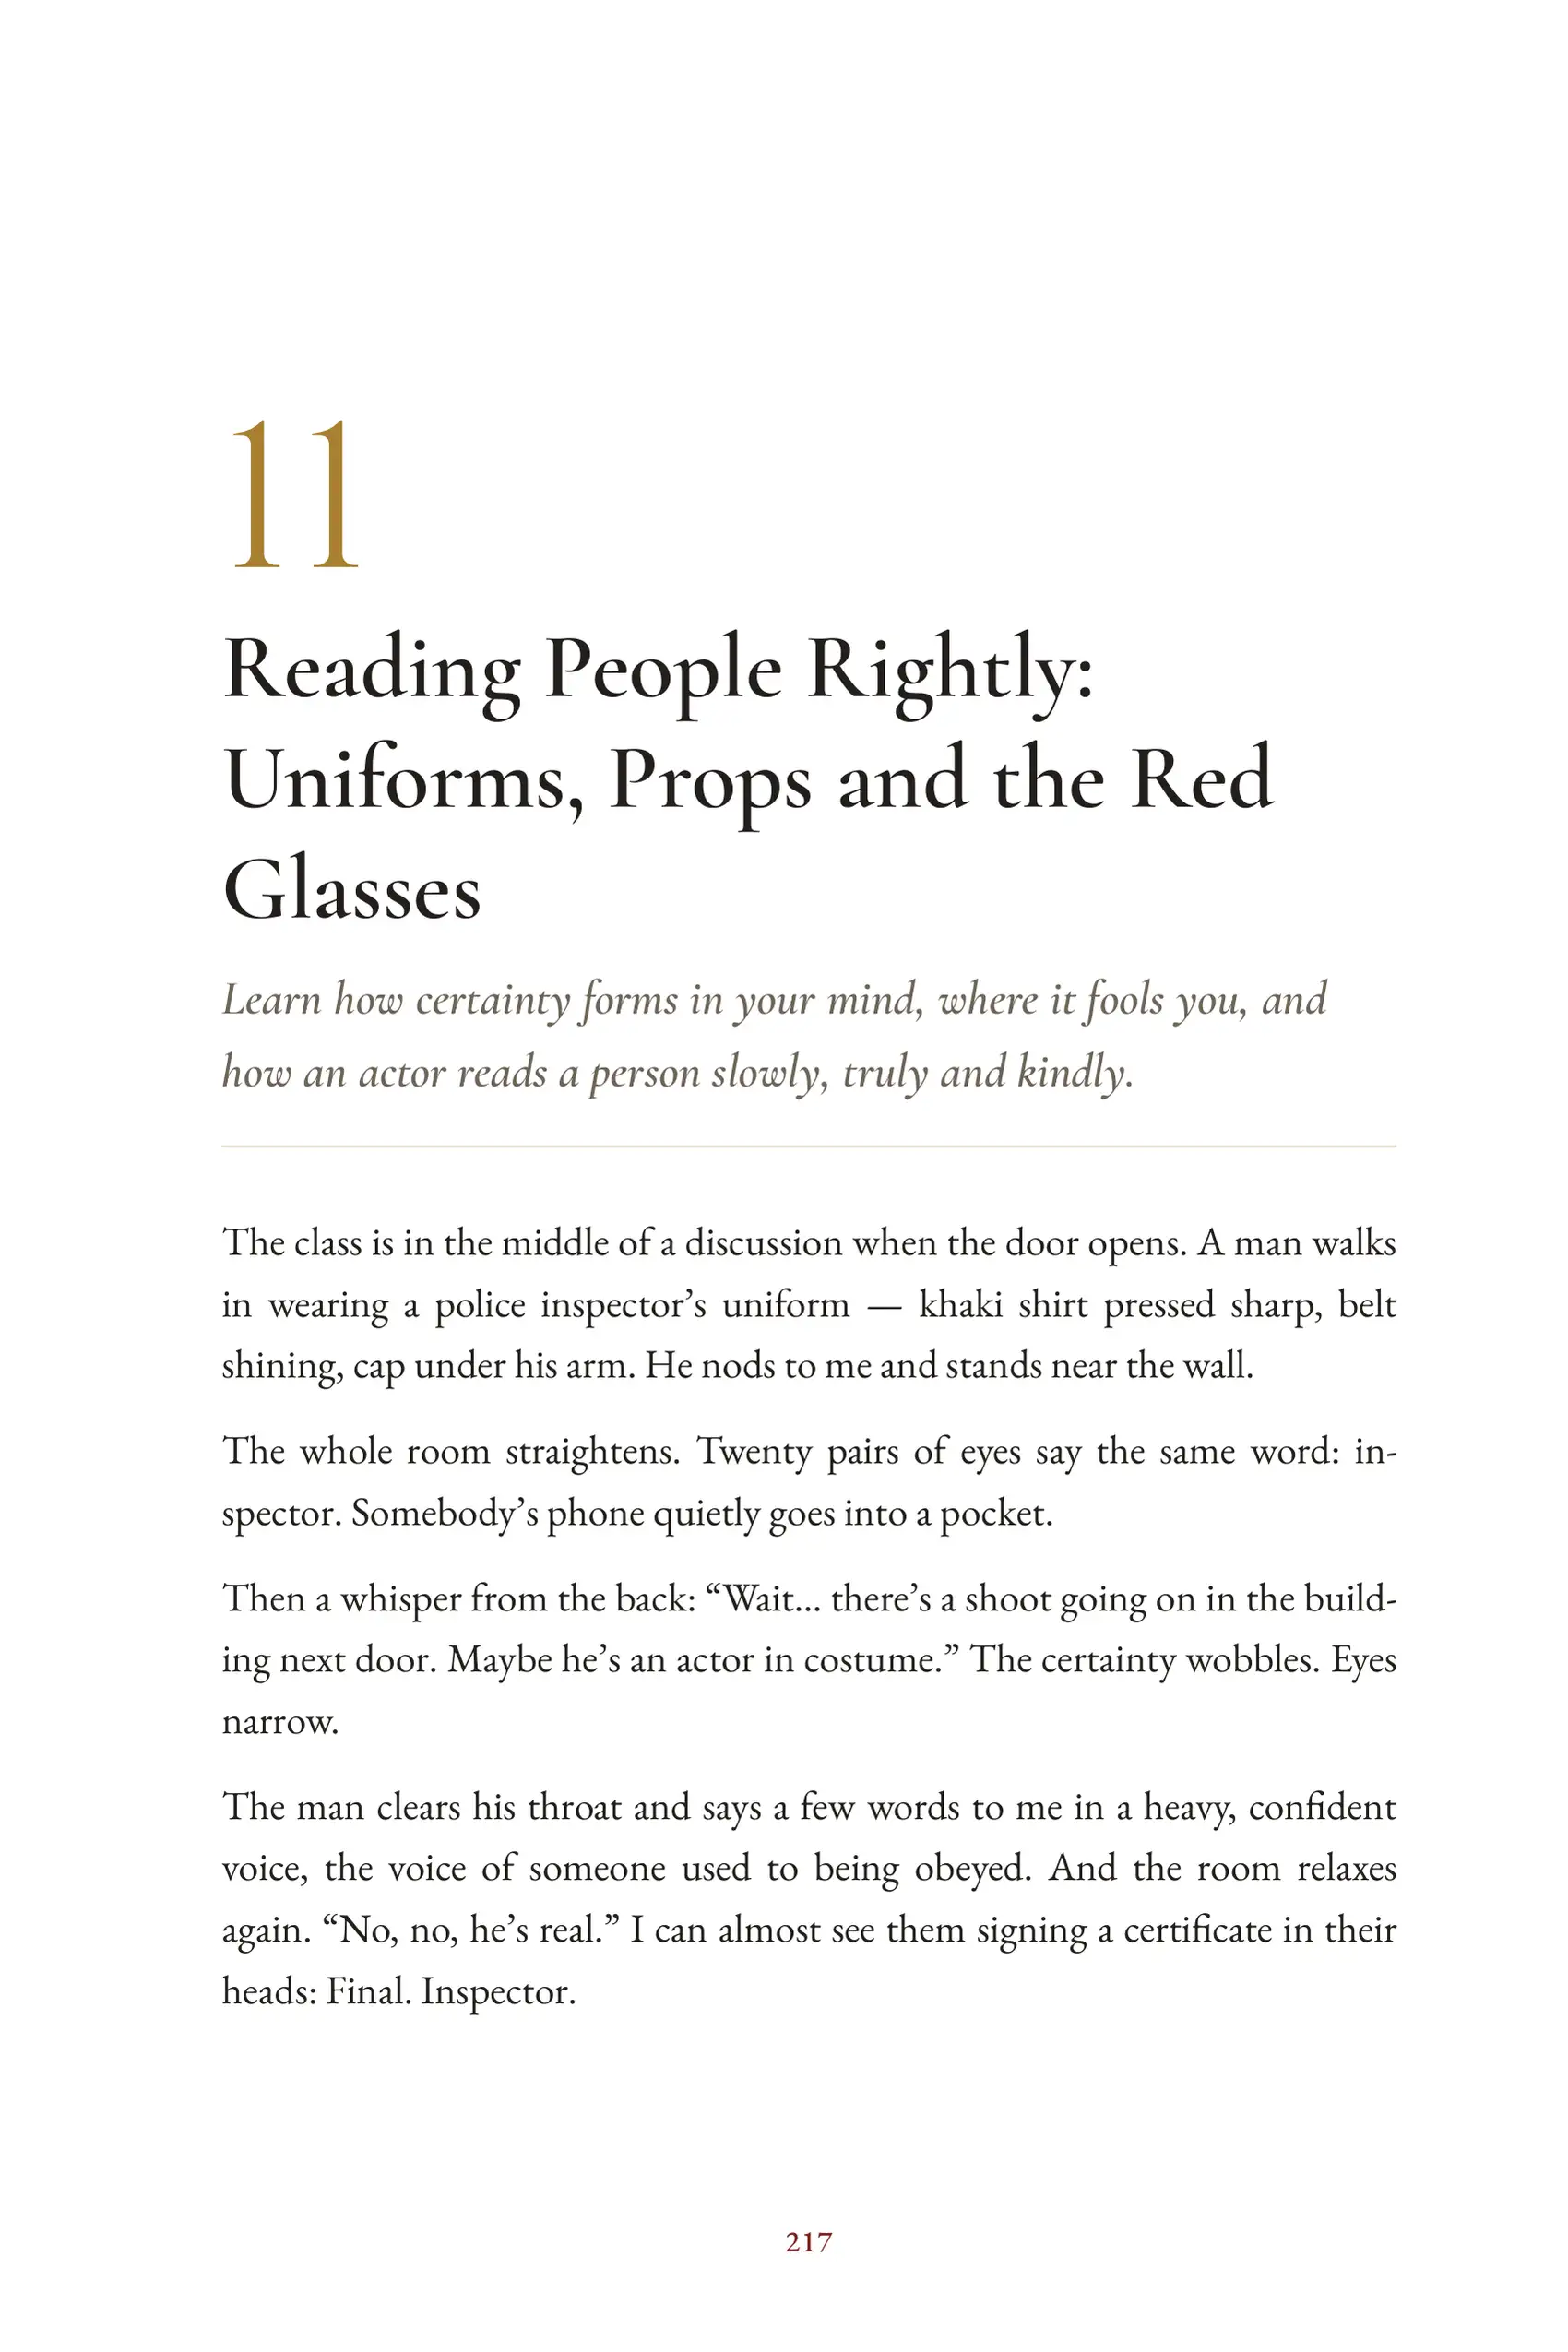 11
Reading People Rightly:
Uniforms, Props and the Red
Glasses
Learn how certainty forms in your mind, where it fools you, and
how an actor reads a person slowly, truly and kindly.
The class is in the middle of a discussion when the door opens. A man walks
in wearing a police inspector’s uniform — khaki shirt pressed sharp, belt
shining, cap under his arm. He nods to me and stands near the wall.
The whole room straightens. Twenty pairs of eyes say the same word: in-
spector. Somebody’s phone quietly goes into a pocket.
Then a whisper from the back: “Wait… there’s a shoot going on in the build-
ing next door. Maybe he’s an actor in costume.” The certainty wobbles. Eyes
narrow.
The man clears his throat and says a few words to me in a heavy, confident
voice, the voice of someone used to being obeyed. And the room relaxes
again. “No, no, he’s real.” I can almost see them signing a certificate in their
heads: Final. Inspector.
217